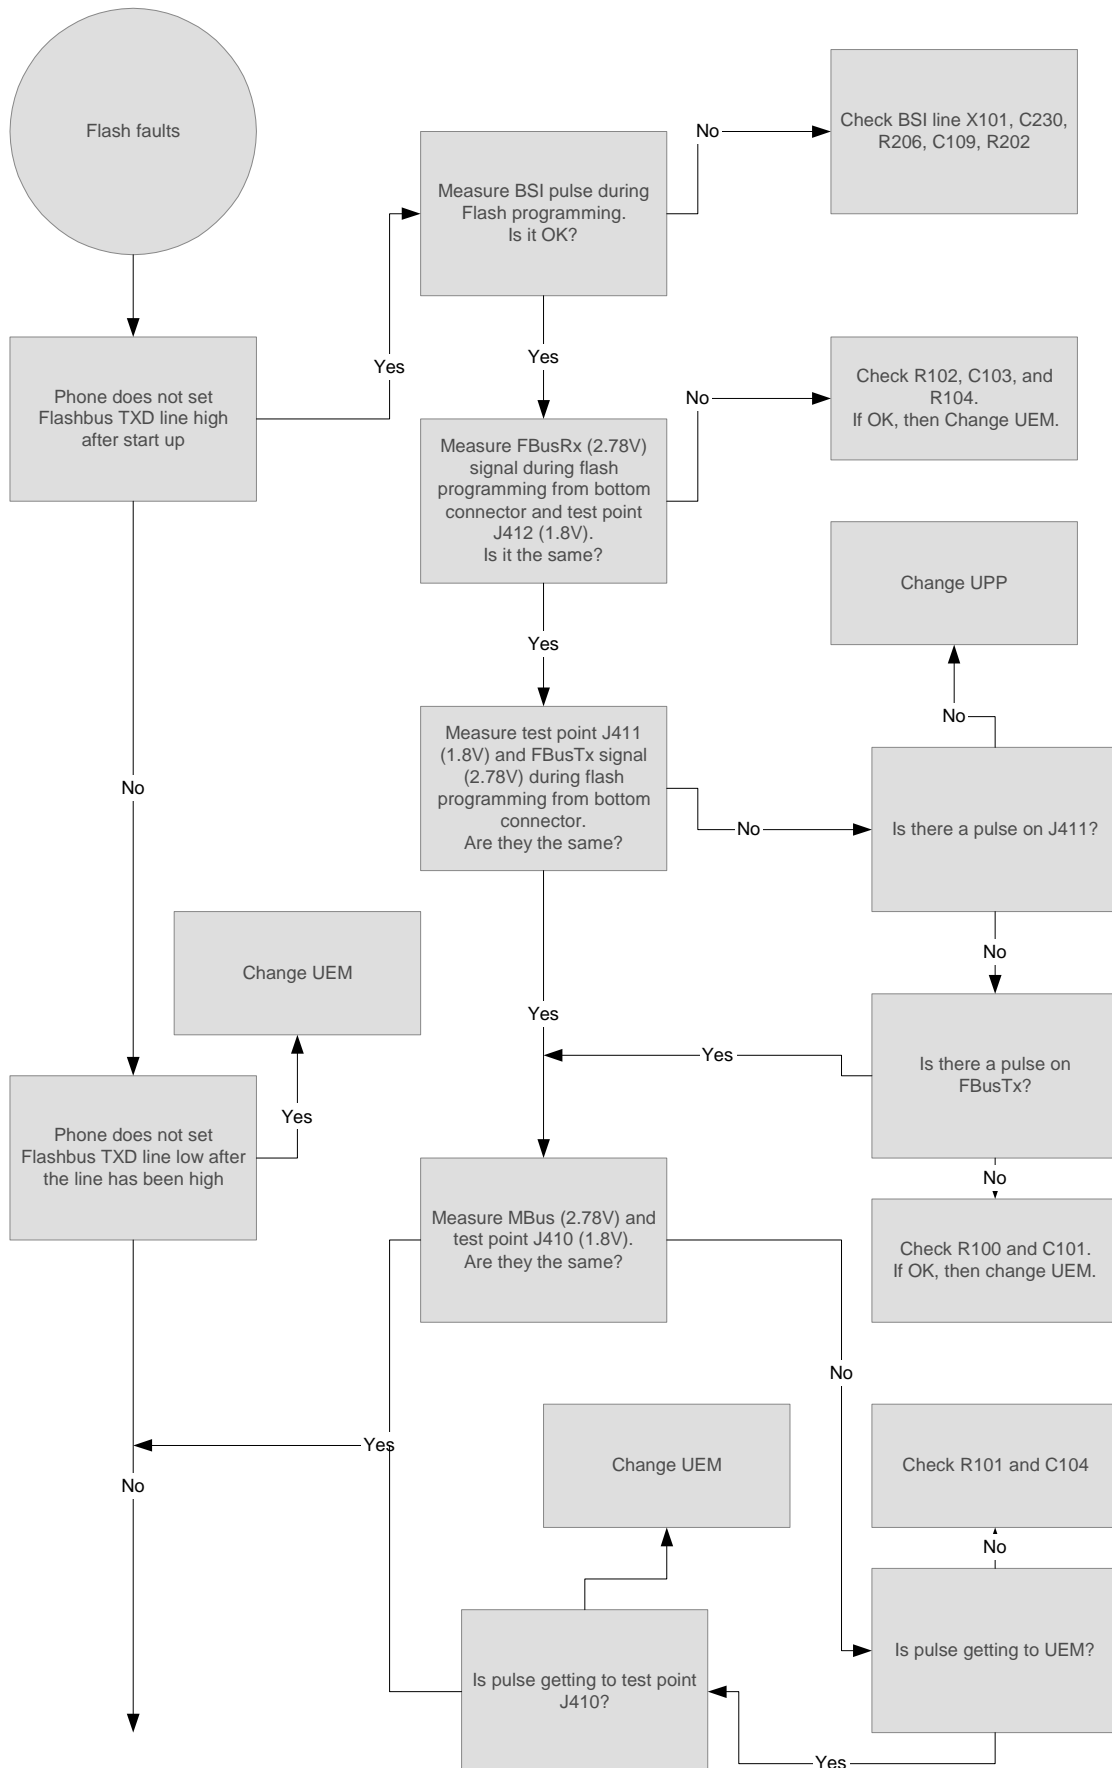 Flash faults
No
Check BSI line X101, C230,
R206, C109, R202
Measure BSI pulse during
Flash programming.
Is it OK?
Yes
Yes
Phone does not set
Flashbus TXD line high
after start up
No
Check R102, C103, and
R104.
If OK, then Change UEM.
Measure FBusRx (2.78V)
signal during flash
programming from bottom
connector and test point
J412 (1.8V).
Is it the same?
Change UPP
Yes
No
Measure test point J411
(1.8V) and FBusTx signal
(2.78V) during flash
programming from bottom
connector.
Are they the same?
No
No
Is there a pulse on J411?
Change UEM
No
Yes
Yes
Is there a pulse on
FBusTx?
Yes
Phone does not set
Flashbus TXD line low after
the line has been high
No
Measure MBus (2.78V) and
test point J410 (1.8V).
Are they the same?
Check R100 and C101.
If OK, then change UEM.
No
Yes
Change UEM
Check R101 and C104
No
No
Is pulse getting to UEM?
Is pulse getting to test point
J410?
Yes